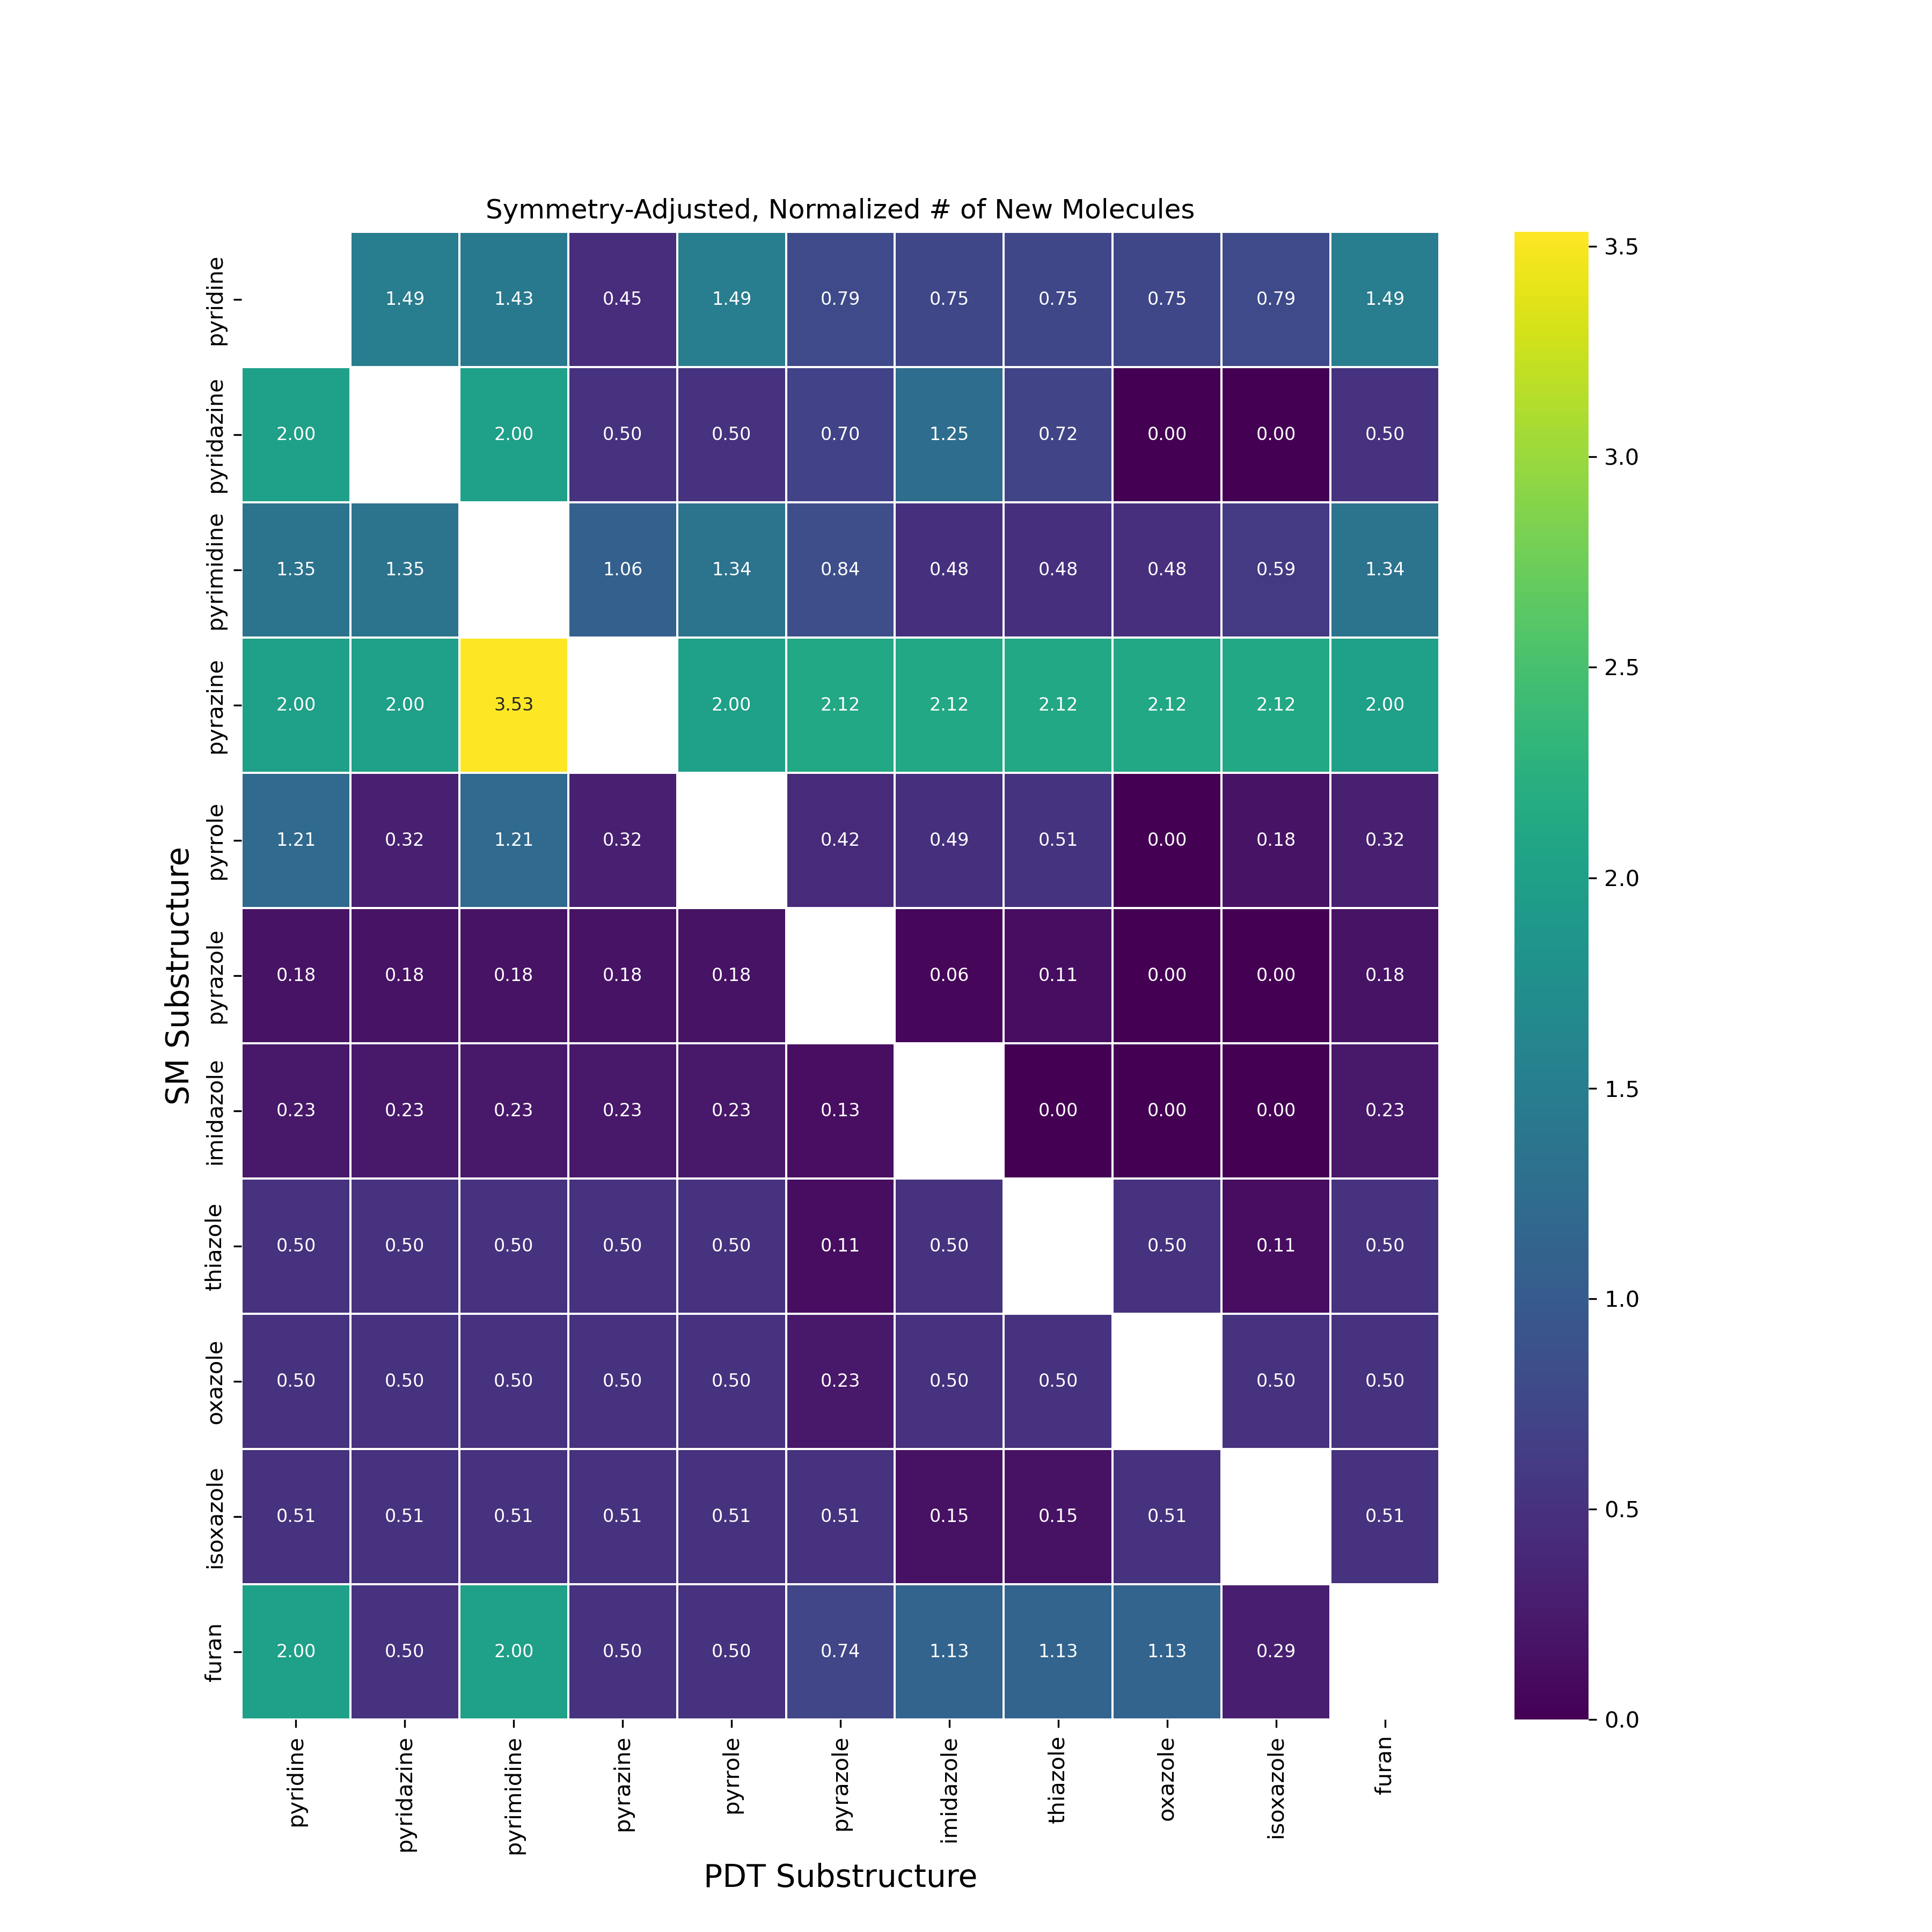 Symmetry-Adjusted, Normalized # of New Molecules
SM Substructure
pyridine 1.49 1.43 0.45 1.49 0.79 0.75 0.75 0.75 0.79 1.49
pyridazine 2.00 2.00 0.50 0.50 0.70 1.25 0.72 0.00 0.00 0.50
pyrimidine 1.35 1.35 1.06 1.34 0.84 0.48 0.48 0.48 0.59 1.34
pyrazine 2.00 2.00 3.53 2.00 2.12 2.12 2.12 2.12 2.12 2.00
pyrrole 1.21 0.32 1.21 0.32 0.42 0.49 0.51 0.00 0.18 0.32
pyrazole 0.18 0.18 0.18 0.18 0.18 0.06 0.11 0.00 0.00 0.18
imidazole 0.23 0.23 0.23 0.23 0.23 0.13 0.00 0.00 0.00 0.23
thiazole 0.50 0.50 0.50 0.50 0.50 0.11 0.50 0.50 0.11 0.50
oxazole 0.50 0.50 0.50 0.50 0.50 0.23 0.50 0.50 0.50 0.50
isoxazole 0.51 0.51 0.51 0.51 0.51 0.51 0.15 0.15 0.51 0.51
furan 2.00 0.50 2.00 0.50 0.50 0.74 1.13 1.13 1.13 0.29
pyridine pyridazine pyrimidine pyrazine pyrrole pyrazole imidazole thiazole oxazole isoxazole furan
PDT Substructure
3.5
3.0
2.5
2.0
1.5
1.0
0.5
0.0